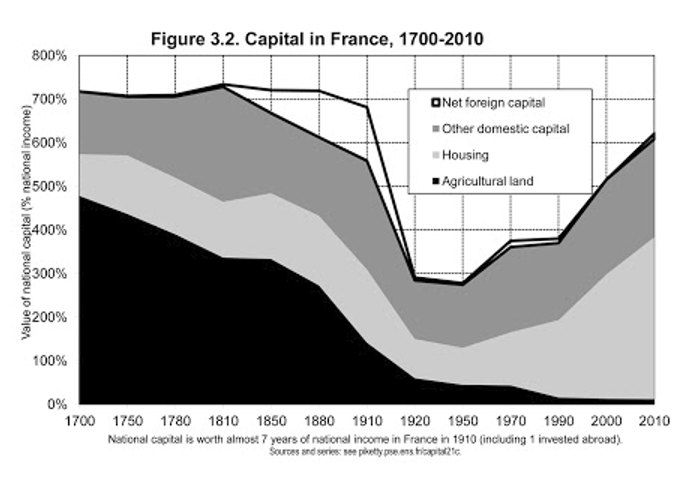 Figure 3.2. Capital in France, 1700-2010
Value of national capital (% national income)
800%
700%
600%
500%
400%
300%
200%
100%
0%
Net foreign capital
Other domestic capital
Housing
Agricultural land
1700 1750 1780 1810 1850 1880 1910 1920 1950 1970 1990 2000 2010
National capital is worth almost 7 years of national income in France in 1910 (including 1 invested abroad).
Sources and series: see piketty.pse.ens.fr/capital21c.